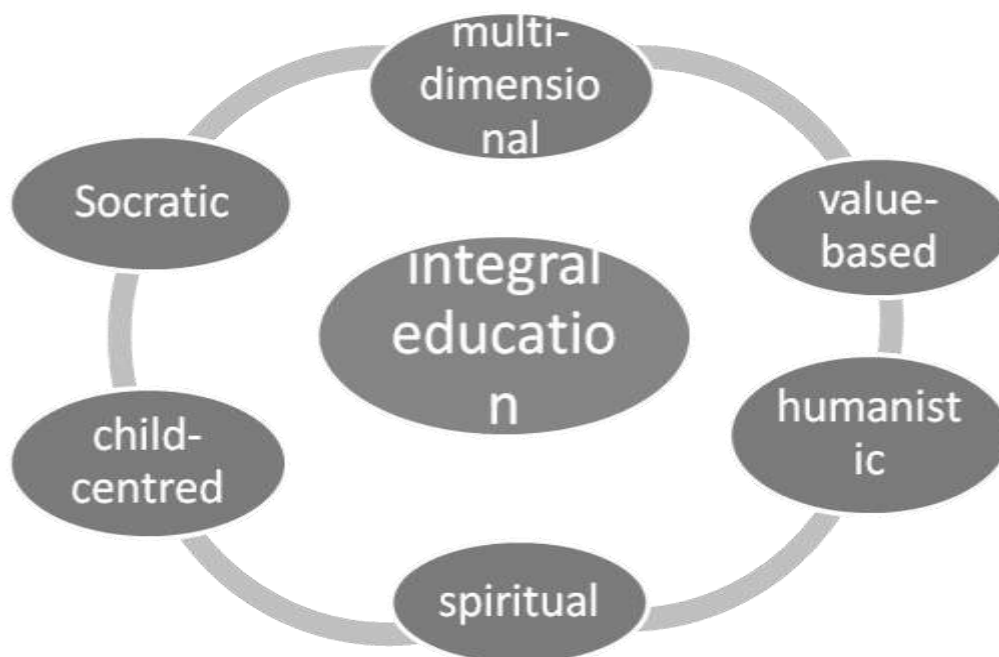 multi-
dimensio
nal
value-
based
humanist
ic
spiritual
child-
centred
Socratic
integral
educatio
n